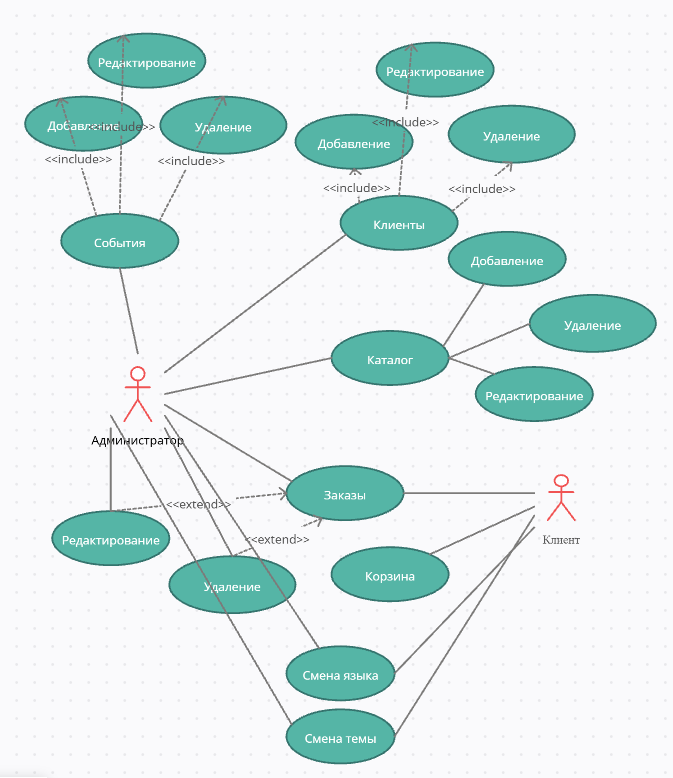 Редактирование
Добавление
<<include>>
Удаление
<<include>>
<<include>>
События
Редактирование
<<include>>
Добавление
Удаление
<<include>>
<<include>>
Клиенты
Добавление
Удаление
Каталог
Редактирование
Администратор
Заказы
<<extend>>
Редактирование
<<extend>>
Клиент
Корзина
Удаление
Смена языка
Смена темы